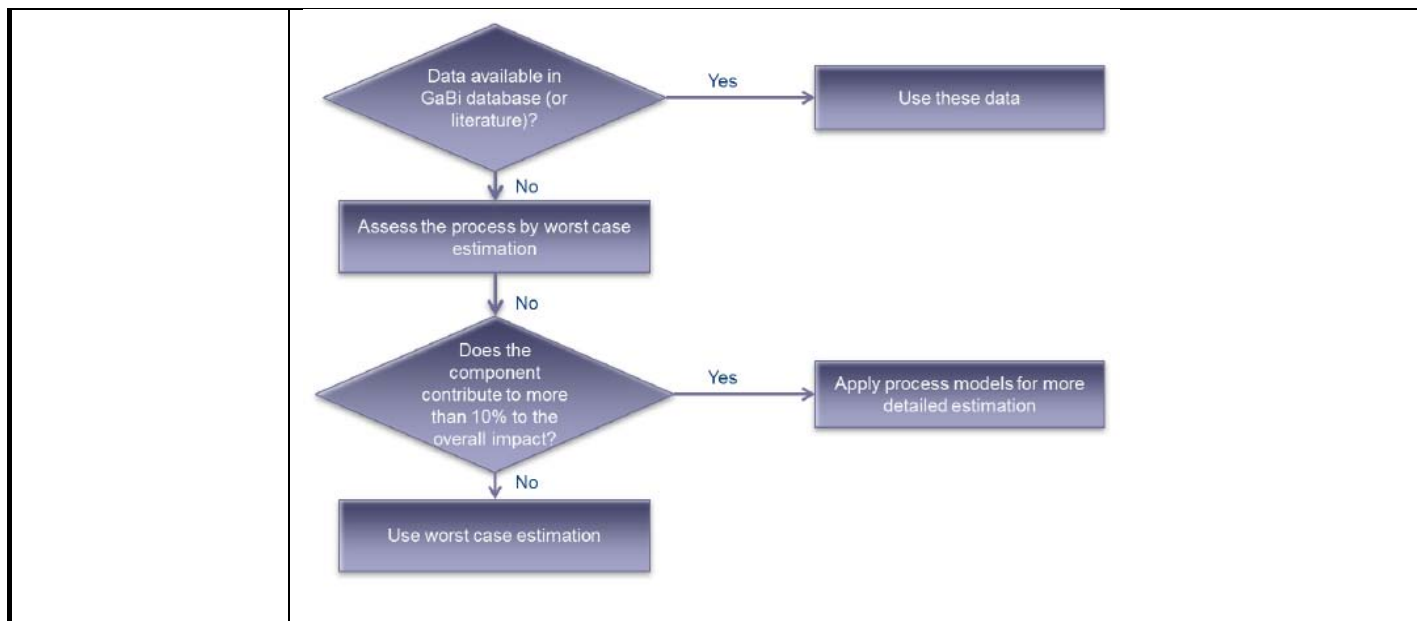 Data available in
GaBi database (or
literature)?
Yes
Use these data
No
Assess the process by worst case
estimation
No
Does the
component
contribute to more
than 10% to the
overall impact?
Yes
Apply process models for more
detailed estimation
No
Use worst case estimation